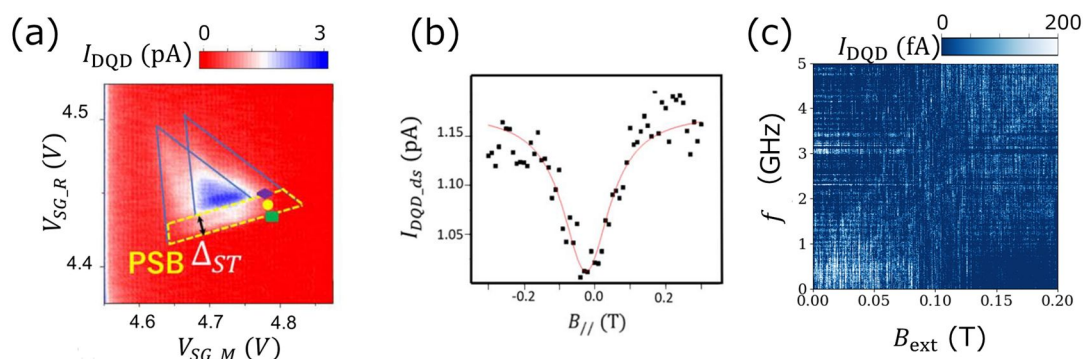 (a)
I_DQD (pA)
0 3
V_SG_R (V)
4.5
4.4
PSB
Δ_ST
4.6 4.7 4.8
V_SG_M (V)
(b)
I_DQD_ds (pA)
1.15
1.10
1.05
-0.2 0.0 0.2
B_// (T)
(c)
0 200
I_DQD (fA)
f (GHz)
5
4
3
2
1
0
0.00 0.05 0.10 0.15 0.20
B_ext (T)